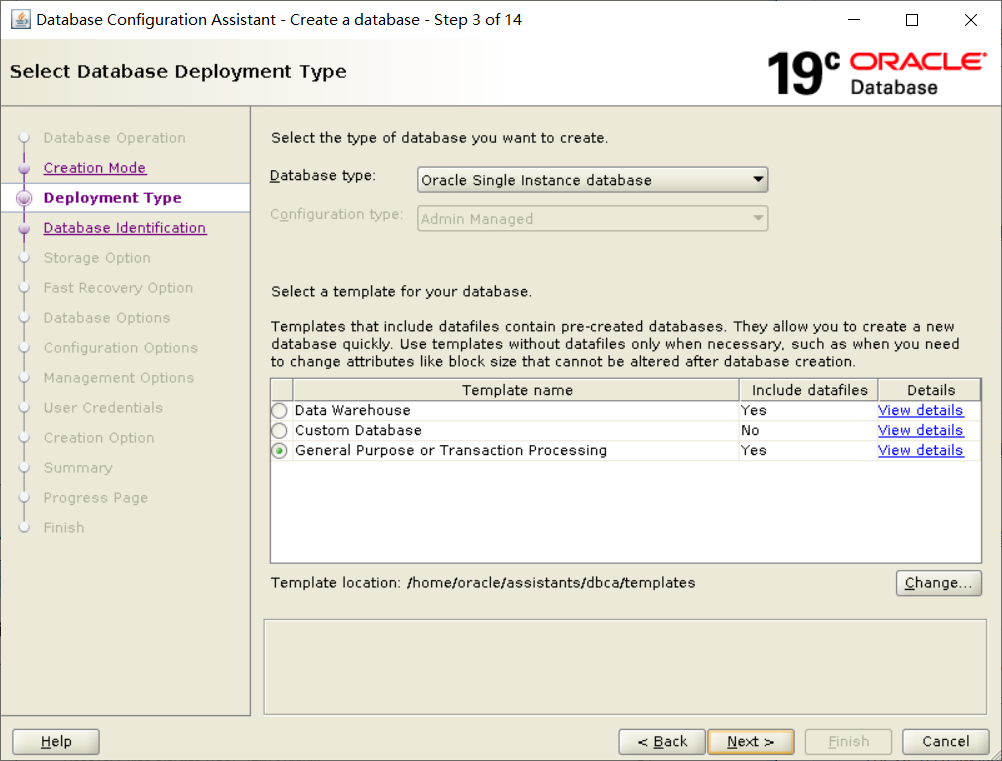 Database Configuration Assistant - Create a database - Step 3 of 14
Select Database Deployment Type
19c ORACLE
Database
Database Operation
Creation Mode
Deployment Type
Database Identification
Storage Option
Fast Recovery Option
Database Options
Configuration Options
Management Options
User Credentials
Creation Option
Summary
Progress Page
Finish
Select the type of database you want to create.
Database type: Oracle Single Instance database
Configuration type: Admin Managed
Select a template for your database.
Templates that include datafiles contain pre-created databases. They allow you to create a new
database quickly. Use templates without datafiles only when necessary, such as when you need
to change attributes like block size that cannot be altered after database creation.
Template name Include datafiles Details
Data Warehouse Yes View details
Custom Database No View details
General Purpose or Transaction Processing Yes View details
Template location: /home/oracle/assistants/dbca/templates Change...
Help < Back Next > Finish Cancel